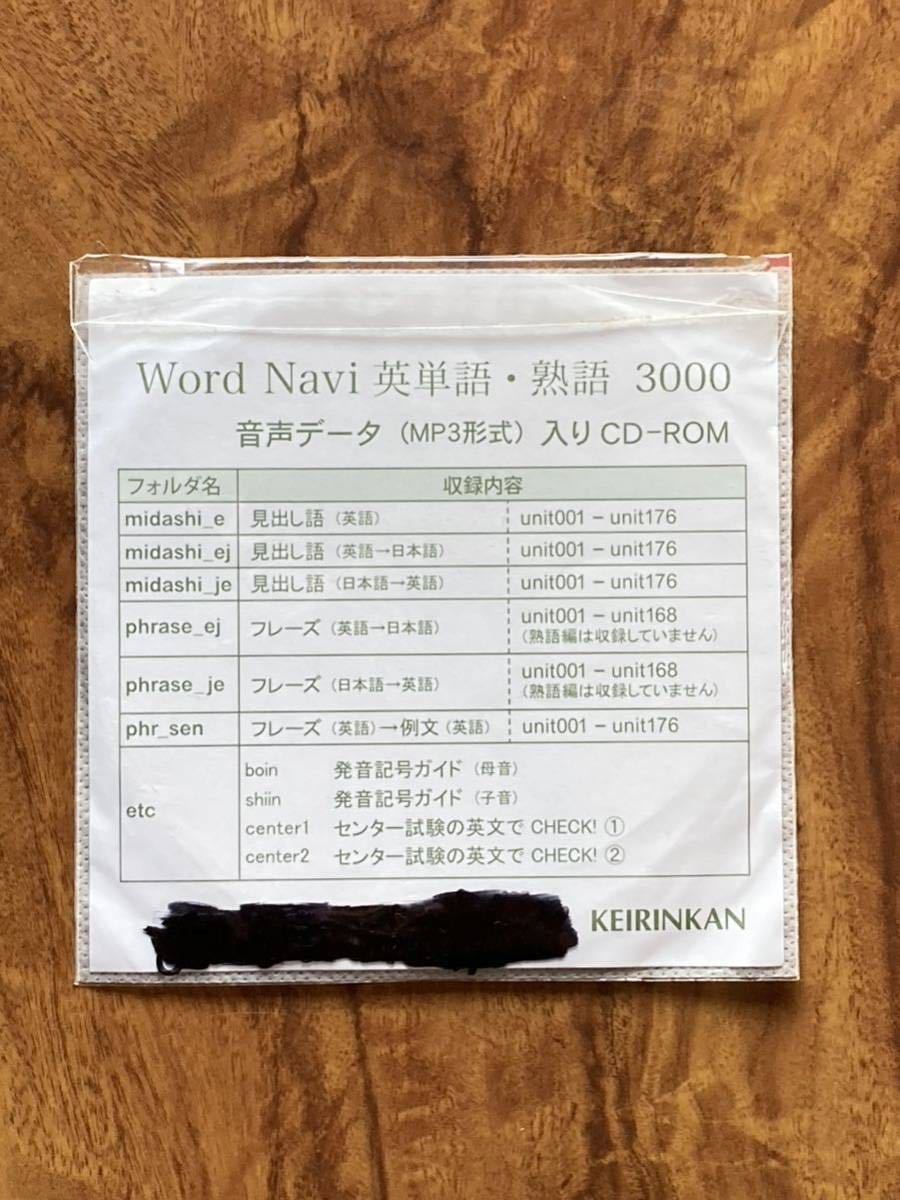 Word Navi 英単語・熟語 3000
音声データ（MP3形式）入り CD-ROM
フォルダ名 収録内容
midashi_e 見出し語（英語） unit001 − unit176
midashi_ej 見出し語（英語→日本語） unit001 − unit176
midashi_je 見出し語（日本語→英語） unit001 − unit176
phrase_ej フレーズ（英語→日本語） unit001 − unit168
（熟語編は収録していません）
phrase_je フレーズ（日本語→英語） unit001 − unit168
（熟語編は収録していません）
phr_sen フレーズ（英語）→例文（英語） unit001 − unit176
etc
boin 発音記号ガイド（母音）
shiin 発音記号ガイド（子音）
center1 センター試験の英文で CHECK! ①
center2 センター試験の英文で CHECK! ②
KEIRINKAN